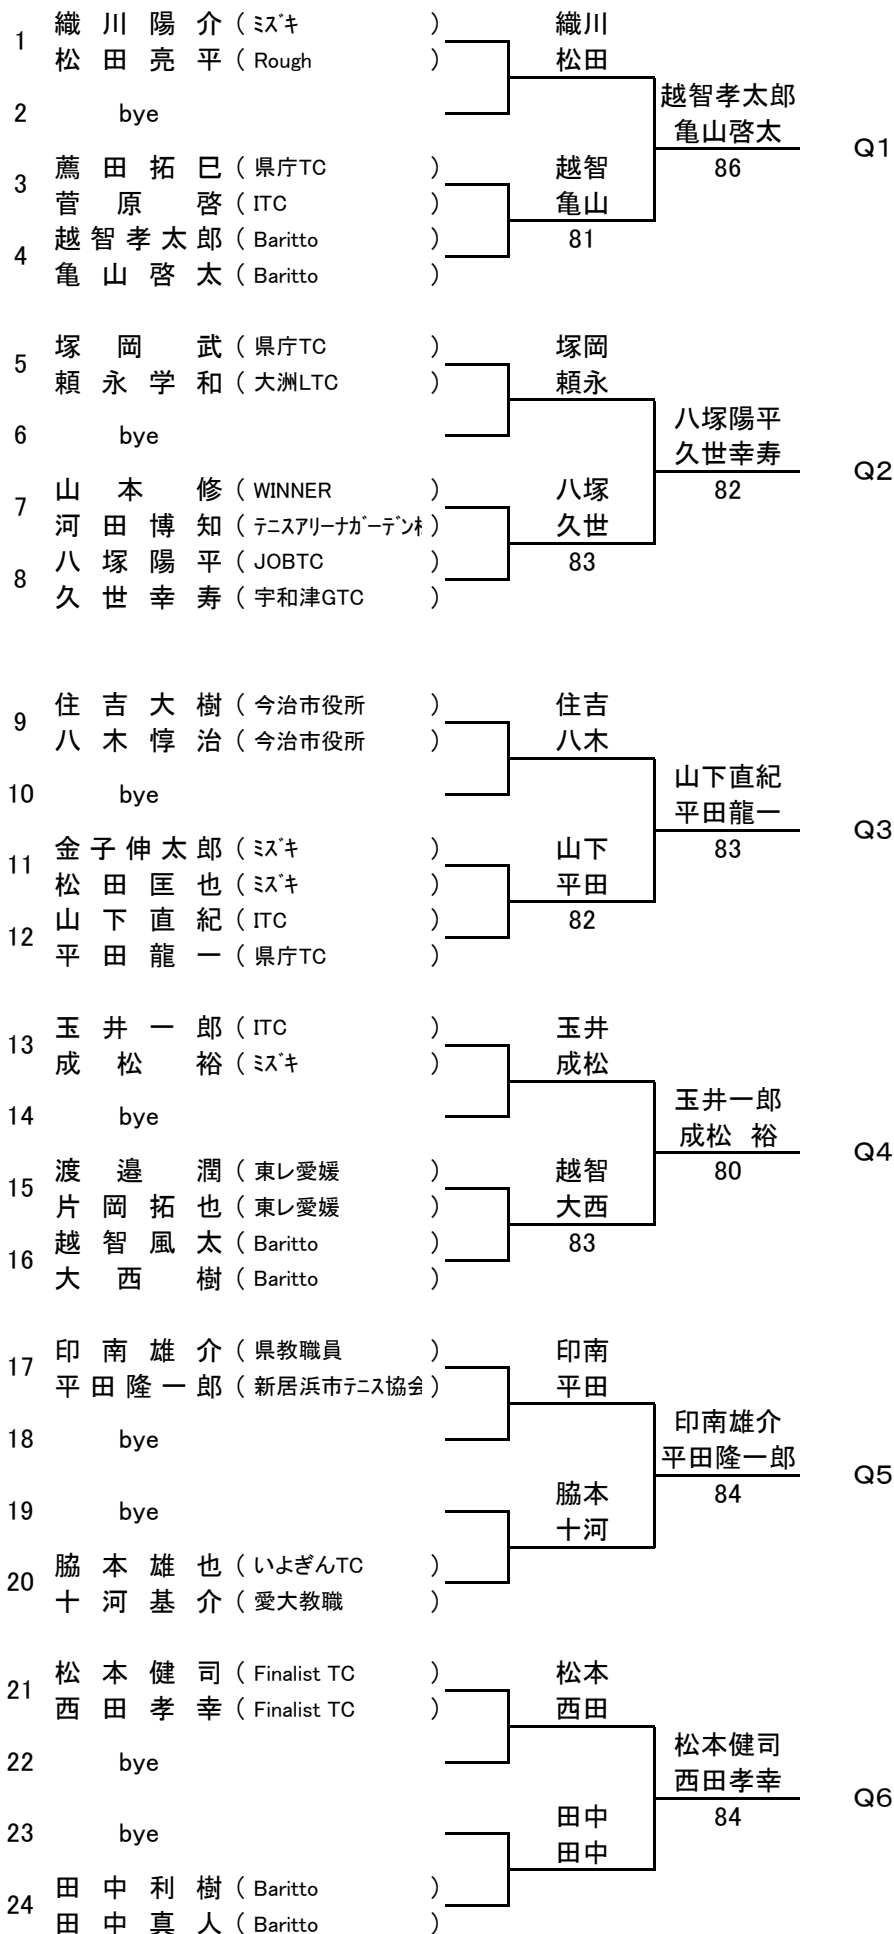 1 織川陽介 ( ﾐｽﾞｷ )
松田亮平 ( Rough )
2 bye
3 薦田拓巳 ( 県庁TC )
菅原啓 ( ITC )
4 越智孝太郎 ( Baritto )
亀山啓太 ( Baritto )
織川
松田
越智
亀山
81
越智孝太郎
亀山啓太
86
Q1
5 塚岡武 ( 県庁TC )
頼永学和 ( 大洲LTC )
6 bye
7 山本修 ( WINNER )
河田博知 ( ﾃﾆｽｱﾘｰﾅｶﾞｰﾃﾞﾝ )
8 八塚陽平 ( JOBTC )
久世幸寿 ( 宇和津GTC )
塚岡
頼永
八塚
久世
83
八塚陽平
久世幸寿
82
Q2
9 住吉大樹 ( 今治市役所 )
八木惇治 ( 今治市役所 )
10 bye
11 金子伸太郎 ( ﾐｽﾞｷ )
松田匡也 ( ﾐｽﾞｷ )
12 山下直紀 ( ITC )
平田龍一 ( 県庁TC )
住吉
八木
山下
平田
82
山下直紀
平田龍一
83
Q3
13 玉井一郎 ( ITC )
成松裕 ( ﾐｽﾞｷ )
14 bye
15 渡邉潤 ( 東レ愛媛 )
片岡拓也 ( 東レ愛媛 )
16 越智風太 ( Baritto )
大西樹 ( Baritto )
玉井
成松
越智
大西
83
玉井一郎
成松 裕
80
Q4
17 印南雄介 ( 県教職員 )
平田隆一郎 ( 新居浜市ﾃﾆｽ協会 )
18 bye
19 bye
20 脇本雄也 ( いよぎんTC )
十河基介 ( 愛大教職 )
印南
平田
脇本
十河
印南雄介
平田隆一郎
84
Q5
21 松本健司 ( Finalist TC )
西田孝幸 ( Finalist TC )
22 bye
23 bye
24 田中利樹 ( Baritto )
田中真人 ( Baritto )
松本
西田
田中
田中
松本健司
西田孝幸
84
Q6